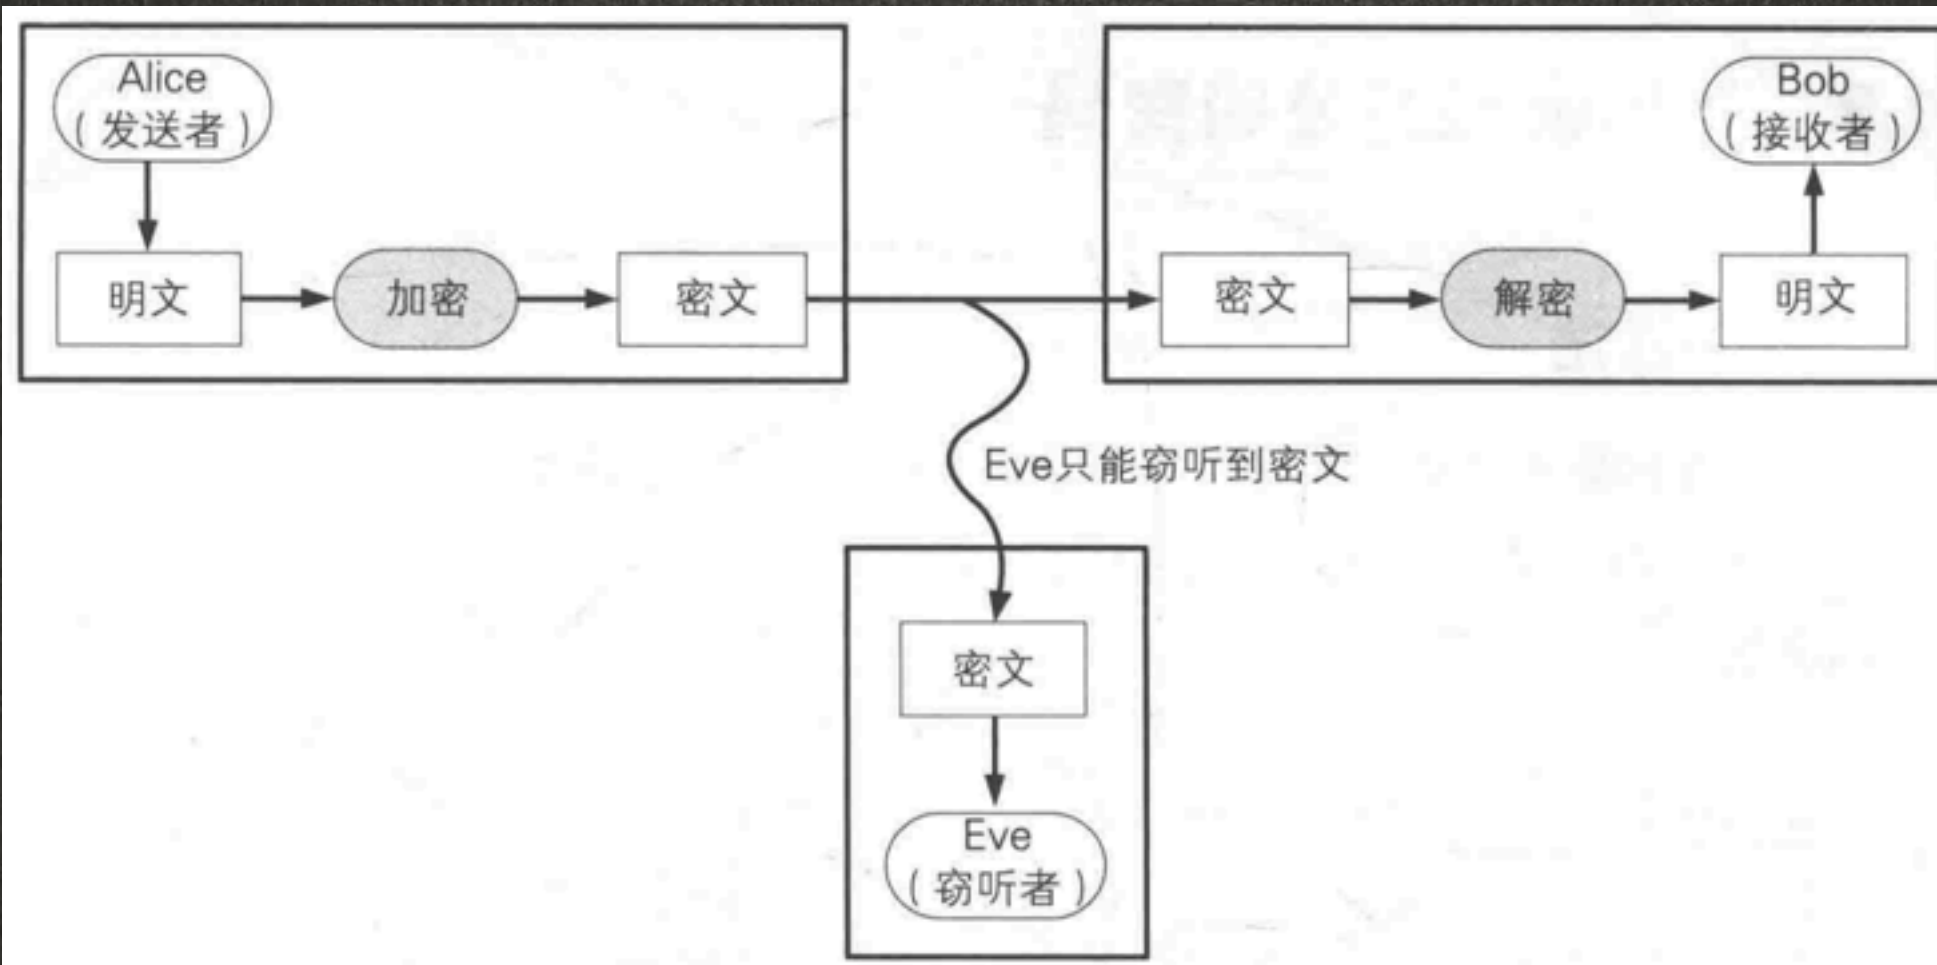 Alice
（发送者）
明文
加密
密文
Bob
（接收者）
密文
解密
明文
Eve只能窃听到密文
密文
Eve
（窃听者）